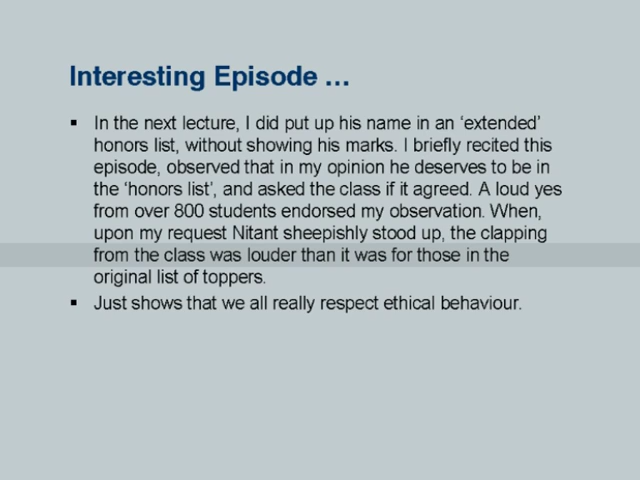 Interesting Episode ...
▪ In the next lecture, I did put up his name in an ‘extended’
honors list, without showing his marks. I briefly recited this
episode, observed that in my opinion he deserves to be in
the ‘honors list’, and asked the class if it agreed. A loud yes
from over 800 students endorsed my observation. When,
upon my request Nitant sheepishly stood up, the clapping
from the class was louder than it was for those in the
original list of toppers.
▪ Just shows that we all really respect ethical behaviour.